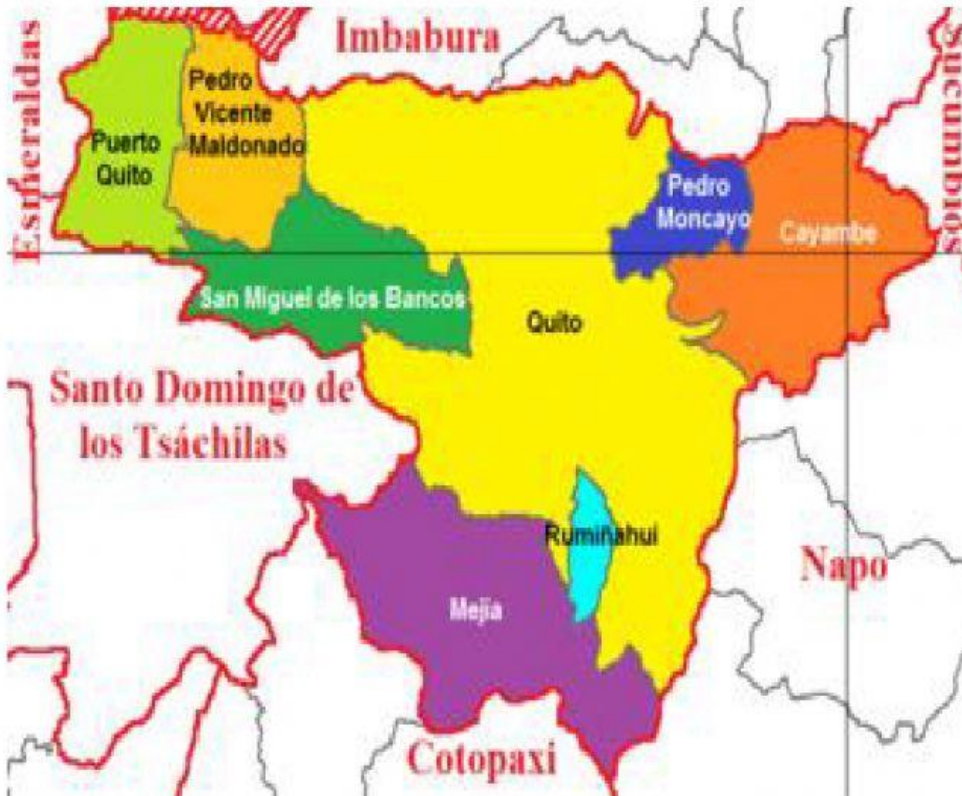 Esmeraldas
Imbabura
Sucumbíos
Pedro
Vicente
Maldonado
Puerto
Quito
Pedro
Moncayo
Cayambe
San Miguel de los Bancos
Quito
Santo Domingo de
los Tsáchilas
Rumiñahui
Napo
Mejia
Cotopaxi